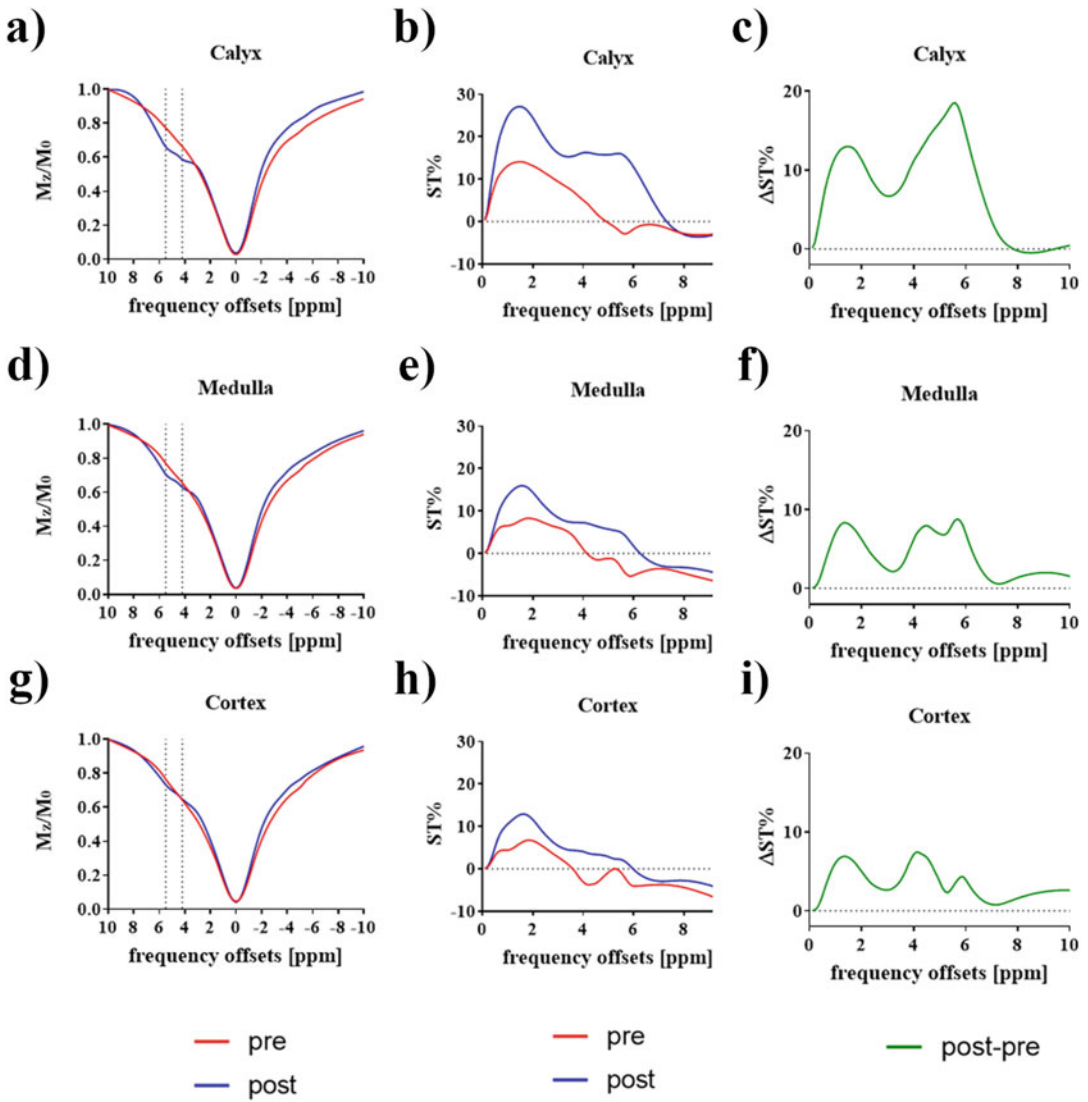 a)
Calyx
Mz/M0
1.0
0.8
0.6
0.4
0.2
0.0
10 8 6 4 2 0 -2 -4 -6 -8 -10
frequency offsets [ppm]
b)
Calyx
ST%
30
20
10
0
-10
0 2 4 6 8
frequency offsets [ppm]
c)
Calyx
ΔST%
20
10
0
0 2 4 6 8 10
frequency offsets [ppm]
d)
Medulla
Mz/M0
1.0
0.8
0.6
0.4
0.2
0.0
10 8 6 4 2 0 -2 -4 -6 -8 -10
frequency offsets [ppm]
e)
Medulla
ST%
30
20
10
0
-10
0 2 4 6 8
frequency offsets [ppm]
f)
Medulla
ΔST%
20
10
0
0 2 4 6 8 10
frequency offsets [ppm]
g)
Cortex
Mz/M0
1.0
0.8
0.6
0.4
0.2
0.0
10 8 6 4 2 0 -2 -4 -6 -8 -10
frequency offsets [ppm]
h)
Cortex
ST%
30
20
10
0
-10
0 2 4 6 8
frequency offsets [ppm]
i)
Cortex
ΔST%
20
10
0
0 2 4 6 8 10
frequency offsets [ppm]
pre
post
pre
post
post-pre